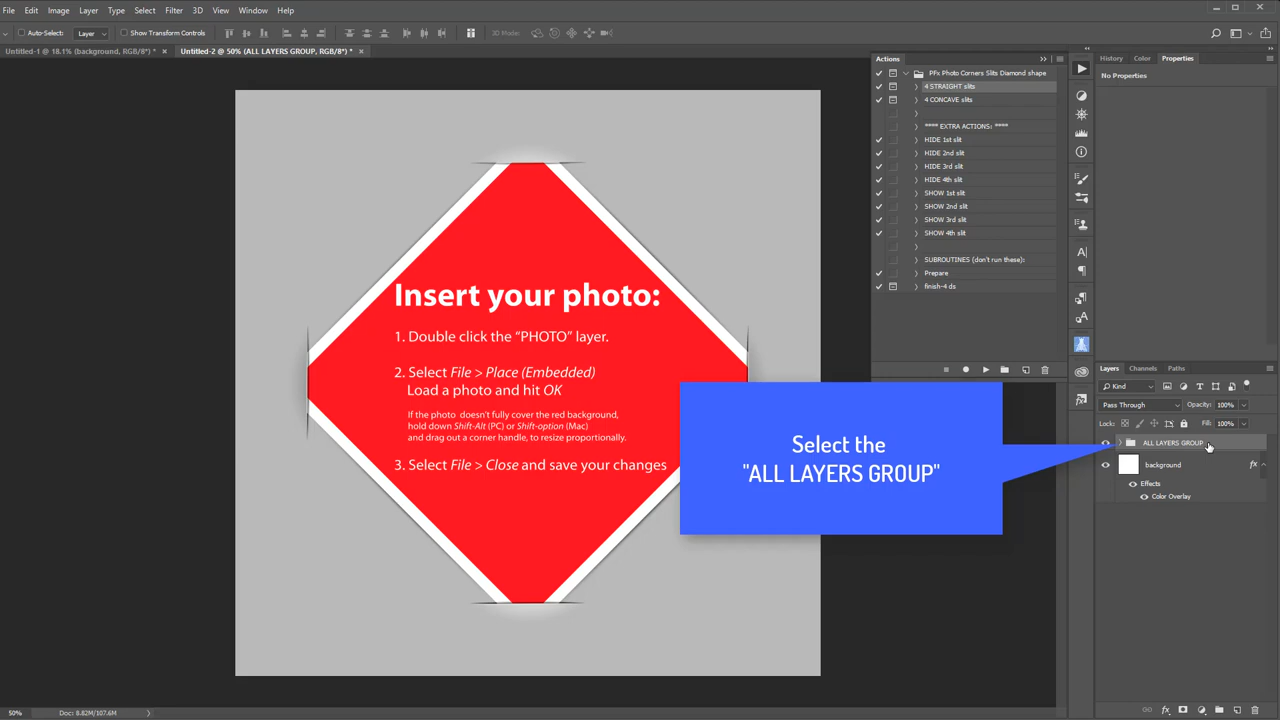 File Edit Image Layer Type Select Filter 3D View Window Help
Auto-Select: Layer Show Transform Controls 3D Mode:
Untitled-1 @ 18.1% (background, RGB/8*) * × Untitled-2 @ 50% (ALL LAYERS GROUP, RGB/8*) * ×
Actions
PFx Photo Corners Slits Diamond shape
4 STRAIGHT slits
4 CONCAVE slits
**** EXTRA ACTIONS: ****
HIDE 1st slit
HIDE 2nd slit
HIDE 3rd slit
HIDE 4th slit
SHOW 1st slit
SHOW 2nd slit
SHOW 3rd slit
SHOW 4th slit
SUBROUTINES (don't run these):
Prepare
finish-4 ds
History Color Properties
No Properties
Insert your photo:
1. Double click the “PHOTO” layer.
2. Select File > Place (Embedded)
Load a photo and hit OK
If the photo doesn't fully cover the red background,
hold down Shift-Alt (PC) or Shift-option (Mac)
and drag out a corner handle, to resize proportionally.
3. Select File > Close and save your changes
Select the
"ALL LAYERS GROUP"
Layers Channels Paths
Kind
Pass Through Opacity: 100%
Lock: Fill: 100%
ALL LAYERS GROUP
background fx
Effects
Color Overlay
50% Doc: 8.82M/107.6M